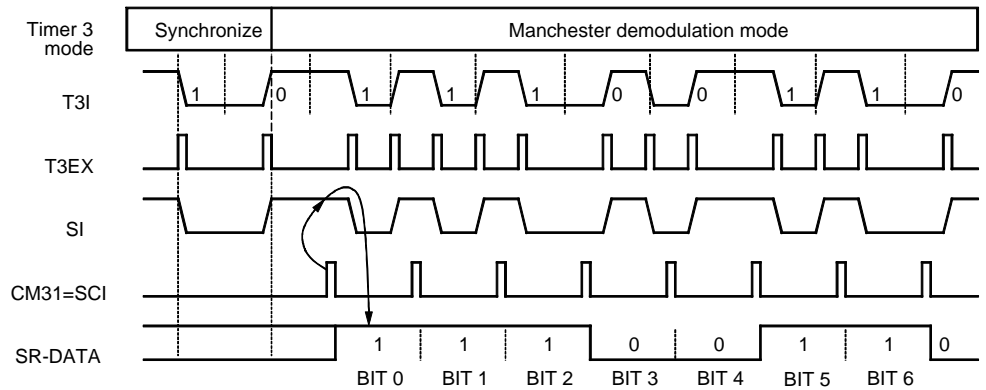 Timer 3
mode
Synchronize
Manchester demodulation mode
T3I
1 0 1 1 1 0 0 1 1 0
T3EX
SI
CM31=SCI
SR-DATA
1 1 1 0 0 1 1 0
BIT 0 BIT 1 BIT 2 BIT 3 BIT 4 BIT 5 BIT 6